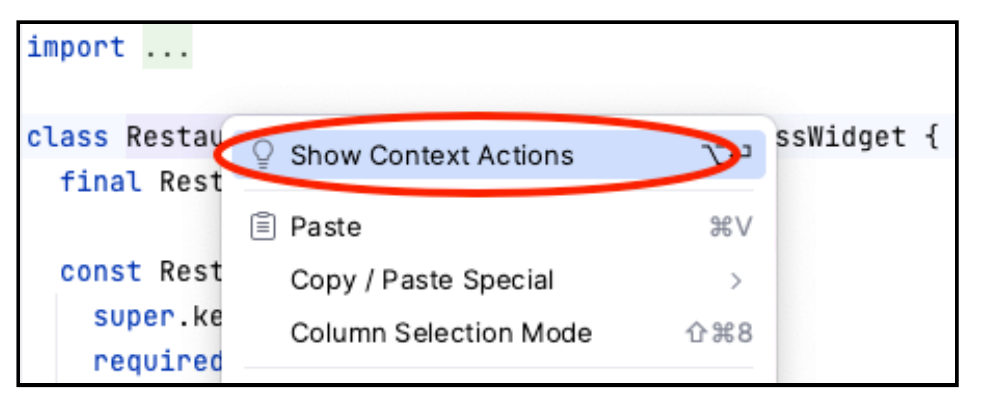 import ...
class Restau ssWidget {
Show Context Actions ⌥⏎
final Rest
Paste ⌘V
const Rest
Copy / Paste Special >
super.ke
Column Selection Mode ⇧⌘8
required